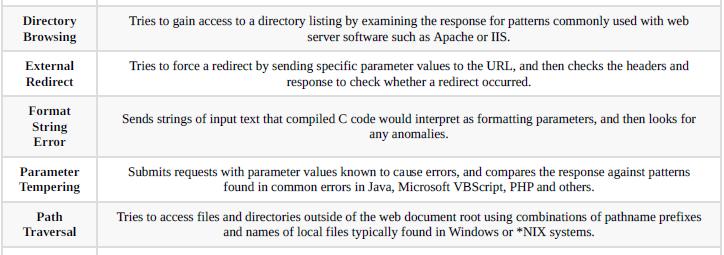 Directory
Browsing
Tries to gain access to a directory listing by examining the response for patterns commonly used with web
server software such as Apache or IIS.
External
Redirect
Tries to force a redirect by sending specific parameter values to the URL, and then checks the headers and
response to check whether a redirect occurred.
Format
String
Error
Sends strings of input text that compiled C code would interpret as formatting parameters, and then looks for
any anomalies.
Parameter
Tempering
Submits requests with parameter values known to cause errors, and compares the response against patterns
found in common errors in Java, Microsoft VBScript, PHP and others.
Path
Traversal
Tries to access files and directories outside of the web document root using combinations of pathname prefixes
and names of local files typically found in Windows or *NIX systems.